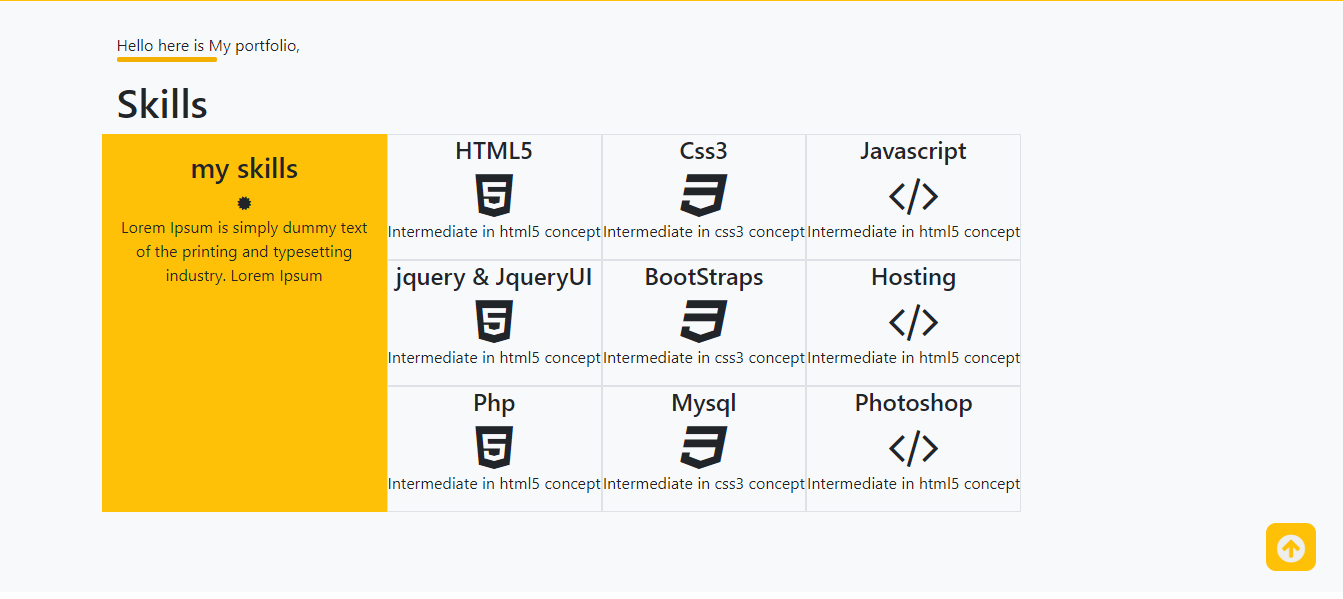 Hello here is My portfolio,
Skills
my skills
Lorem Ipsum is simply dummy text
of the printing and typesetting
industry. Lorem Ipsum
HTML5
Intermediate in html5 concept
Css3
Intermediate in css3 concept
Javascript
Intermediate in html5 concept
jquery & JqueryUI
Intermediate in html5 concept
BootStraps
Intermediate in css3 concept
Hosting
Intermediate in html5 concept
Php
Intermediate in html5 concept
Mysql
Intermediate in css3 concept
Photoshop
Intermediate in html5 concept